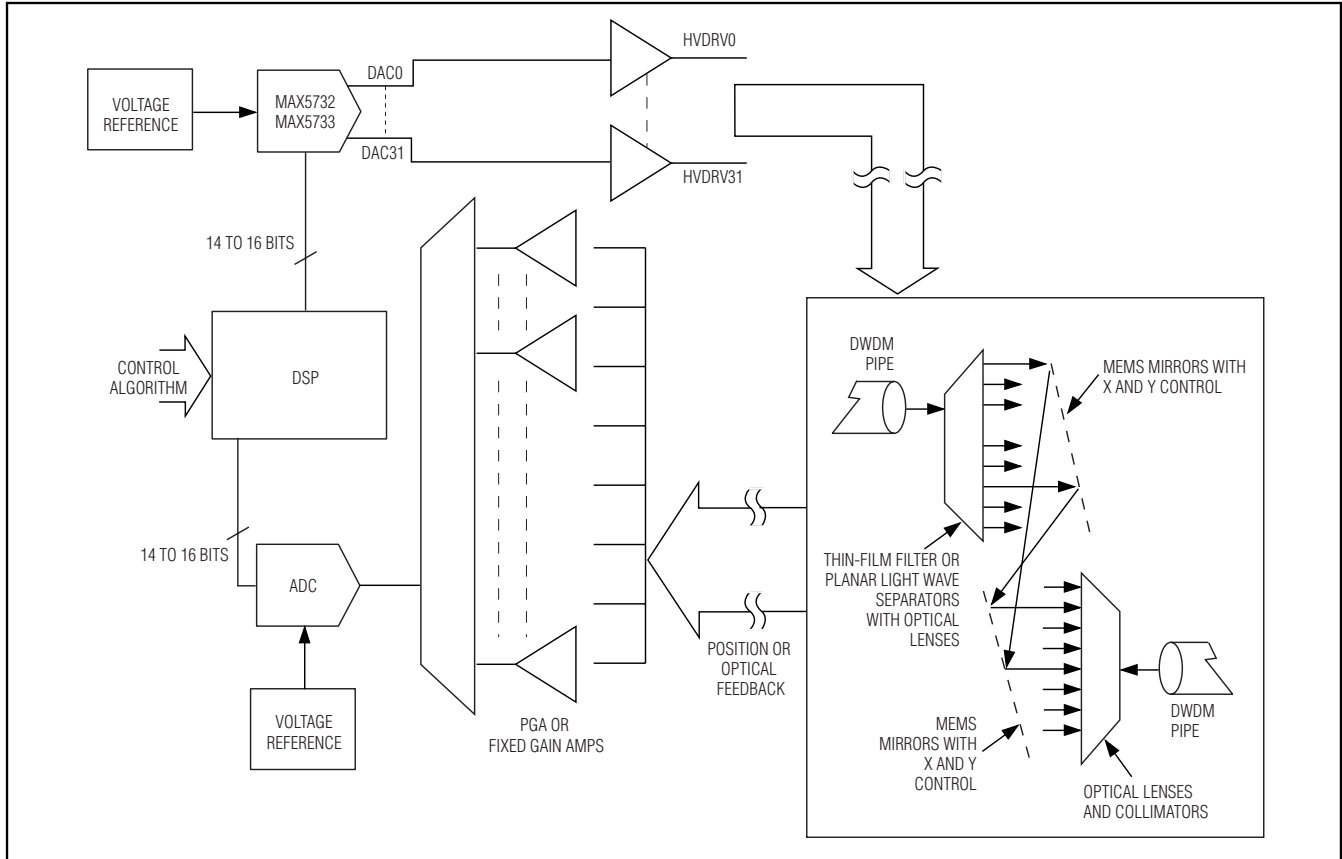 HVDRV0
DAC0
VOLTAGE
REFERENCE
MAX5732
MAX5733
DAC31
HVDRV31
14 TO 16 BITS
CONTROL
ALGORITHM
DSP
14 TO 16 BITS
ADC
VOLTAGE
REFERENCE
PGA OR
FIXED GAIN AMPS
POSITION OR
OPTICAL
FEEDBACK
DWDM
PIPE
MEMS MIRRORS WITH
X AND Y CONTROL
THIN-FILM FILTER OR
PLANAR LIGHT WAVE
SEPARATORS
WITH OPTICAL
LENSES
MEMS
MIRRORS WITH
X AND Y
CONTROL
DWDM
PIPE
OPTICAL LENSES
AND COLLIMATORS